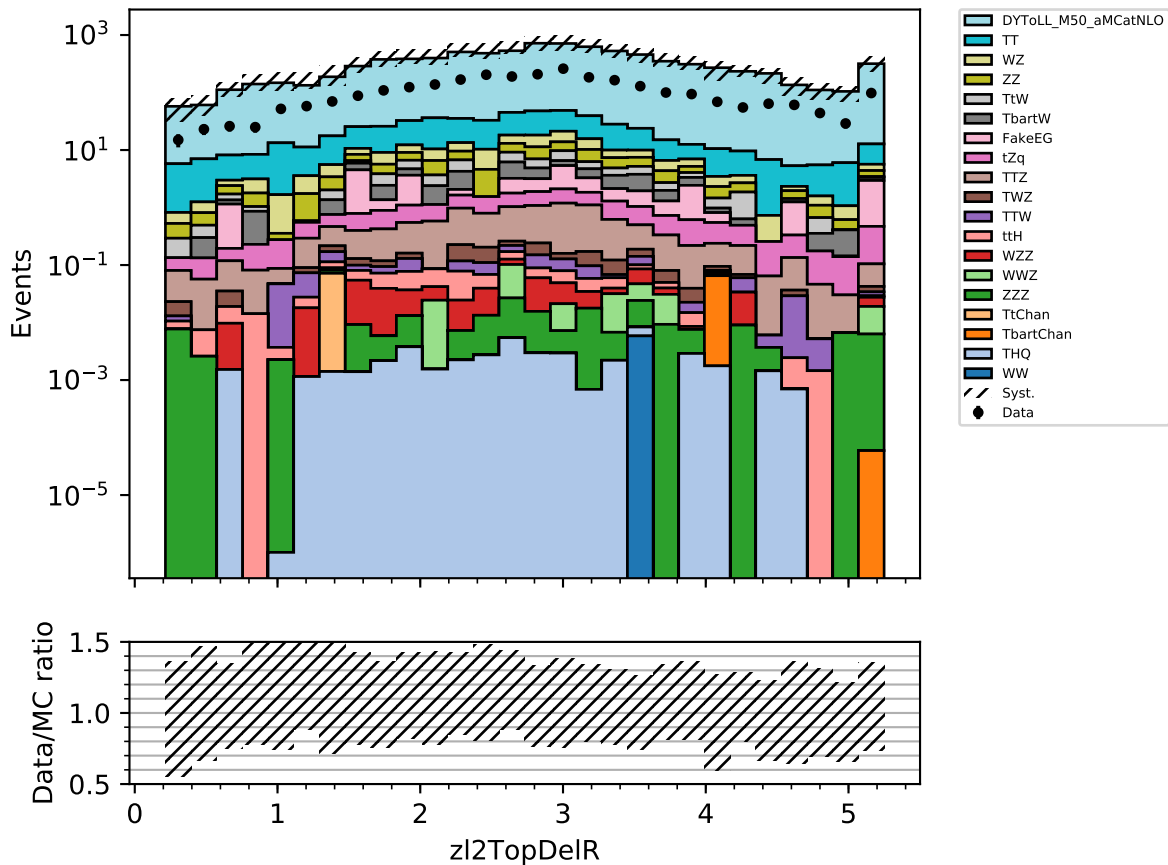 10³
10¹
10⁻¹
10⁻³
10⁻⁵
Events
DYToLL_M50_aMCatNLO
TT
WZ
ZZ
TtW
TbartW
FakeEG
tZq
TTZ
TWZ
TTW
ttH
WZZ
WWZ
ZZZ
TtChan
TbartChan
THQ
WW
Syst.
Data
1.5
1.0
0.5
Data/MC ratio
0 1 2 3 4 5
zl2TopDelR